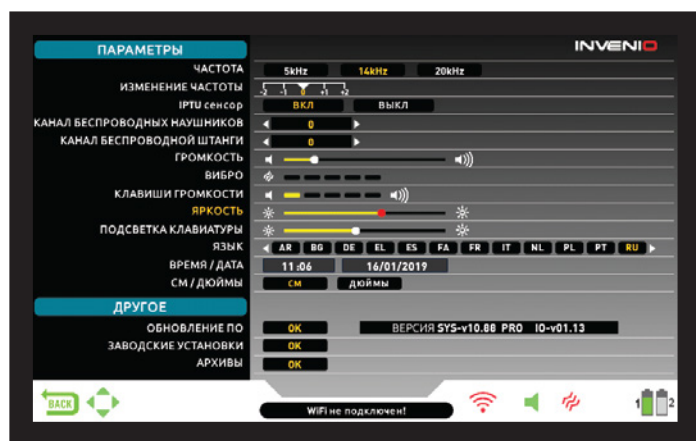 INVENIO
ПАРАМЕТРЫ
ЧАСТОТА 5kHz 14kHz 20kHz
ИЗМЕНЕНИЕ ЧАСТОТЫ -2 -1 0 +1 +2
IPTU сенсор ВКЛ ВЫКЛ
КАНАЛ БЕСПРОВОДНЫХ НАУШНИКОВ 0
КАНАЛ БЕСПРОВОДНОЙ ШТАНГИ 0
ГРОМКОСТЬ
ВИБРО
КЛАВИШИ ГРОМКОСТИ
ЯРКОСТЬ
ПОДСВЕТКА КЛАВИАТУРЫ
ЯЗЫК AR BG DE EL ES FA FR IT NL PL PT RU
ВРЕМЯ / ДАТА 11:06 16/01/2019
СМ / ДЮЙМЫ СМ ДЮЙМЫ
ДРУГОЕ
ОБНОВЛЕНИЕ ПО OK ВЕРСИЯ SYS-v10.88 PRO IO-v01.13
ЗАВОДСКИЕ УСТАНОВКИ OK
АРХИВЫ OK
BACK WiFi не подключен! 1 2